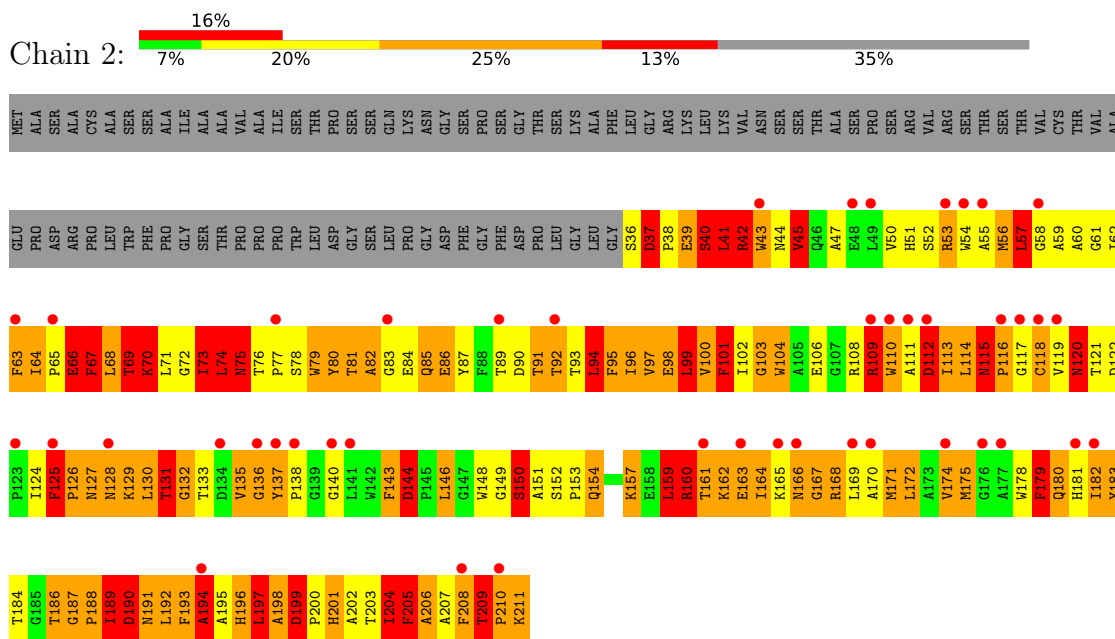 16%
Chain 2:
7% 20% 25% 13% 35%
MET ALA SER ALA CYS ALA SER SER ALA ILE ALA ALA VAL ALA ILE SER THR PRO SER SER GLN LYS ASN GLY SER PRO SER GLY THR SER LYS ALA PHE LEU GLY ARG LYS LEU LYS VAL ASN SER SER THR ALA SER PRO SER ARG VAL ARG SER THR SER THR VAL CYS THR VAL ALA
GLU PRO ASP ARG PRO LEU TRP PHE PRO GLY SER THR PRO PRO PRO TRP LEU ASP GLY SER LEU PRO GLY ASP PHE GLY PHE ASP PRO LEU GLY LEU GLY S36 D37 P38 E39 S40 L41 R42 W43 N44 V45 Q46 A47 E48 L49 V50 H51 S52 R53 W54 A55 M56 L57 G58 A59 A60 G61 I62
F63 I64 P65 E66 F67 L68 T69 K70 L71 G72 I73 L74 N75 T76 P77 S78 W79 Y80 T81 A82 G83 E84 Q85 E86 Y87 F88 T89 D90 T91 T92 T93 L94 F95 I96 V97 E98 L99 V100 F101 I102 G103 W104 A105 E106 G107 R108 R109 W110 A111 D112 I113 L114 N115 P116 G117 C118 V119 N120 T121 D122
P123 I124 F125 P126 N127 N128 K129 L130 T131 G132 T133 D134 V135 G136 Y137 P138 G139 G140 L141 W142 F143 D144 P145 L146 G147 W148 G149 S150 A151 S152 P153 Q154 K157 E158 L159 R160 T161 K162 E163 I164 K165 N166 G167 R168 L169 A170 M171 L172 A173 V174 M175 G176 A177 W178 F179 Q180 H181 I182 Y183
T184 G185 T186 G187 P188 I189 D190 N191 L192 F193 A194 A195 H196 L197 A198 D199 P200 H201 A202 T203 I204 F205 A206 A207 F208 T209 P210 K211